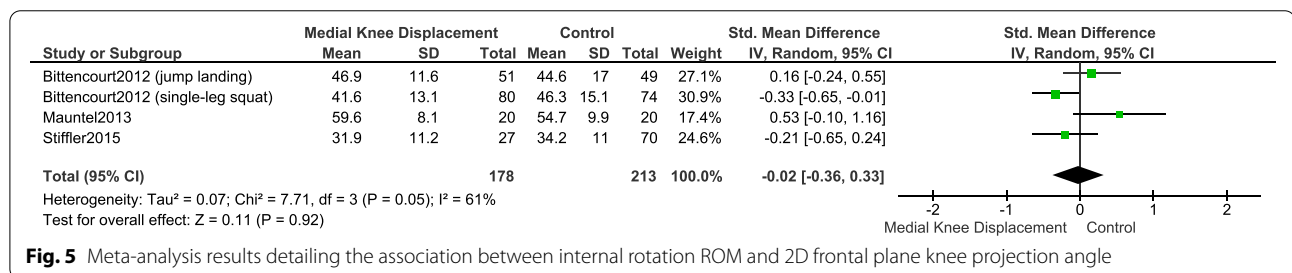 Medial Knee Displacement Control Std. Mean Difference Std. Mean Difference
Study or Subgroup Mean SD Total Mean SD Total Weight IV, Random, 95% CI IV, Random, 95% CI
Bittencourt2012 (jump landing) 46.9 11.6 51 44.6 17 49 27.1% 0.16 [-0.24, 0.55]
Bittencourt2012 (single-leg squat) 41.6 13.1 80 46.3 15.1 74 30.9% -0.33 [-0.65, -0.01]
Mauntel2013 59.6 8.1 20 54.7 9.9 20 17.4% 0.53 [-0.10, 1.16]
Stiffler2015 31.9 11.2 27 34.2 11 70 24.6% -0.21 [-0.65, 0.24]
Total (95% CI) 178 213 100.0% -0.02 [-0.36, 0.33]
Heterogeneity: Tau² = 0.07; Chi² = 7.71, df = 3 (P = 0.05); I² = 61%
Test for overall effect: Z = 0.11 (P = 0.92)
-2 -1 0 1 2
Medial Knee Displacement Control
Fig. 5 Meta-analysis results detailing the association between internal rotation ROM and 2D frontal plane knee projection angle